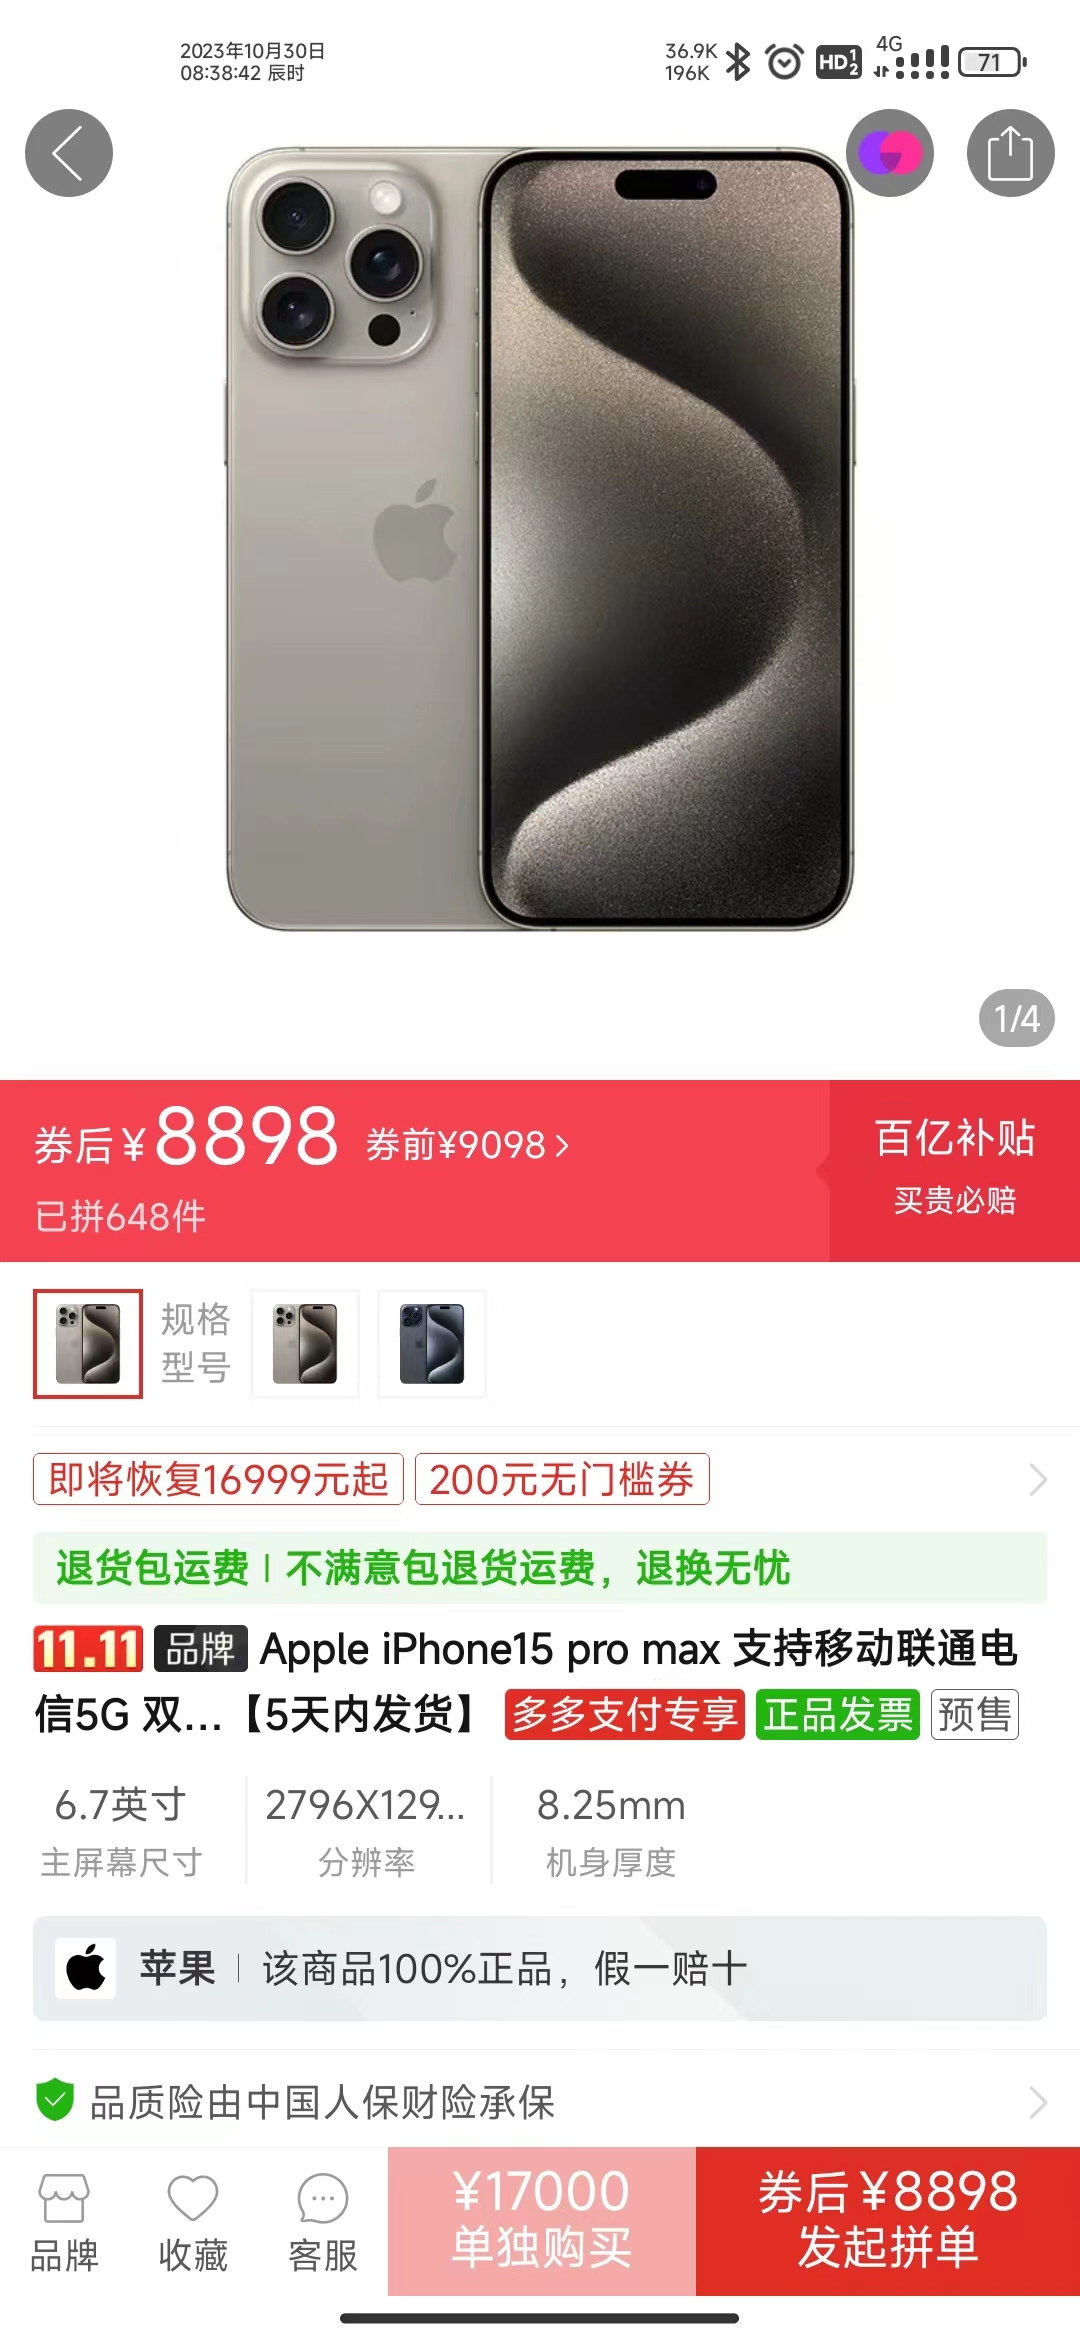 2023年10月30日
08:38:42 辰时
36.9K
196K
HD 1 2
4G
71
1/4
券后¥8898 券前¥9098
已拼648件
百亿补贴
买贵必赔
规格
型号
即将恢复16999元起 200元无门槛券
退货包运费 | 不满意包退货运费，退换无忧
11.11 品牌 Apple iPhone15 pro max 支持移动联通电
信5G 双...【5天内发货】 多多支付专享 正品发票 预售
6.7英寸 2796X129... 8.25mm
主屏幕尺寸 分辨率 机身厚度
苹果 | 该商品100%正品，假一赔十
品质险由中国人保财险承保
品牌 收藏 客服
¥17000
单独购买
券后¥8898
发起拼单